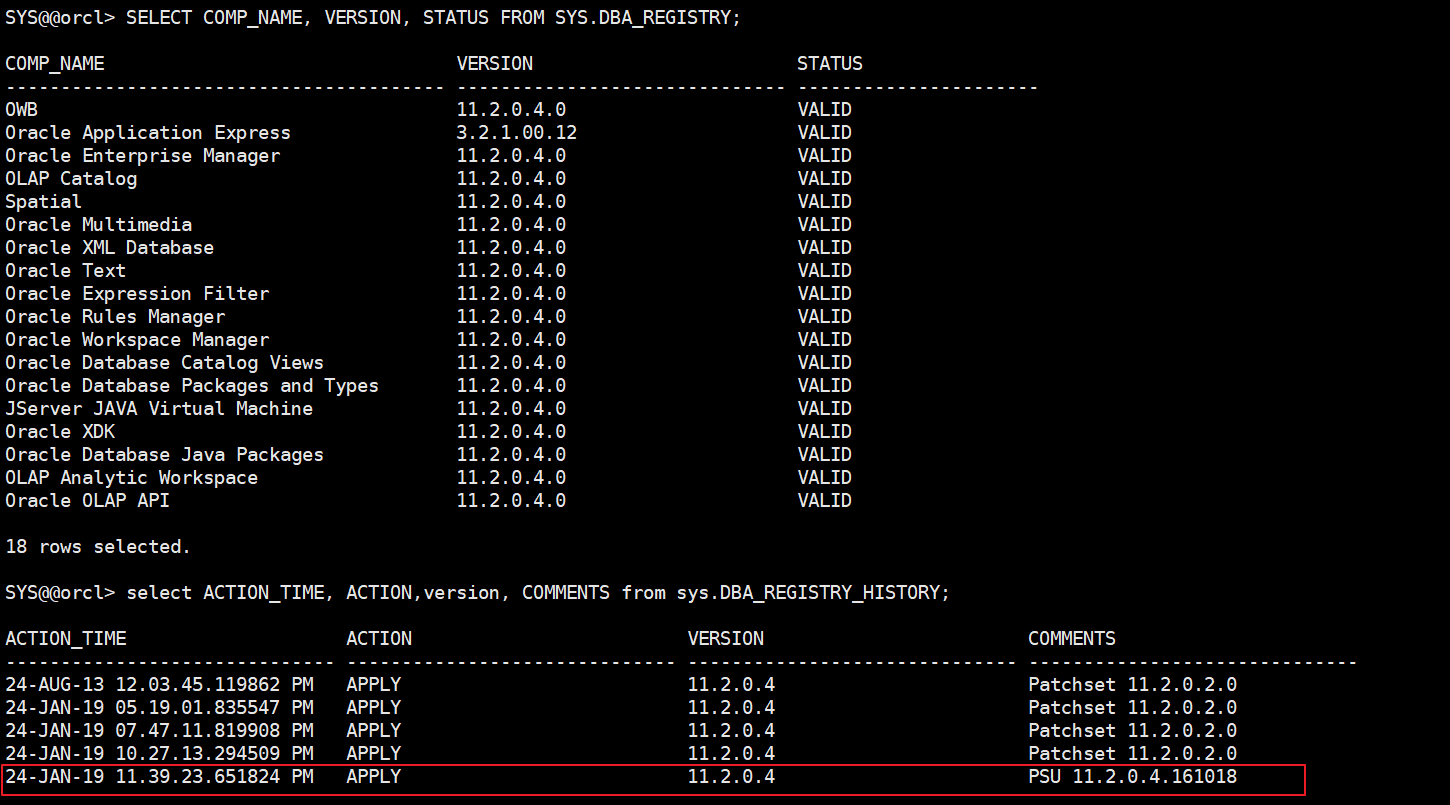 SYS@@orcl> SELECT COMP_NAME, VERSION, STATUS FROM SYS.DBA_REGISTRY;
COMP_NAME                                VERSION                        STATUS
---------------------------------------- ------------------------------ ----------------------
OWB                                      11.2.0.4.0                     VALID
Oracle Application Express               3.2.1.00.12                    VALID
Oracle Enterprise Manager                11.2.0.4.0                     VALID
OLAP Catalog                             11.2.0.4.0                     VALID
Spatial                                  11.2.0.4.0                     VALID
Oracle Multimedia                        11.2.0.4.0                     VALID
Oracle XML Database                      11.2.0.4.0                     VALID
Oracle Text                              11.2.0.4.0                     VALID
Oracle Expression Filter                 11.2.0.4.0                     VALID
Oracle Rules Manager                     11.2.0.4.0                     VALID
Oracle Workspace Manager                 11.2.0.4.0                     VALID
Oracle Database Catalog Views            11.2.0.4.0                     VALID
Oracle Database Packages and Types       11.2.0.4.0                     VALID
JServer JAVA Virtual Machine             11.2.0.4.0                     VALID
Oracle XDK                               11.2.0.4.0                     VALID
Oracle Database Java Packages            11.2.0.4.0                     VALID
OLAP Analytic Workspace                  11.2.0.4.0                     VALID
Oracle OLAP API                          11.2.0.4.0                     VALID
18 rows selected.
SYS@@orcl> select ACTION_TIME, ACTION,version, COMMENTS from sys.DBA_REGISTRY_HISTORY;
ACTION_TIME                    ACTION                         VERSION                        COMMENTS
------------------------------ ------------------------------ ------------------------------ ------------------------------
24-AUG-13 12.03.45.119862 PM   APPLY                          11.2.0.4                       Patchset 11.2.0.2.0
24-JAN-19 05.19.01.835547 PM   APPLY                          11.2.0.4                       Patchset 11.2.0.2.0
24-JAN-19 07.47.11.819908 PM   APPLY                          11.2.0.4                       Patchset 11.2.0.2.0
24-JAN-19 10.27.13.294509 PM   APPLY                          11.2.0.4                       Patchset 11.2.0.2.0
24-JAN-19 11.39.23.651824 PM   APPLY                          11.2.0.4                       PSU 11.2.0.4.161018